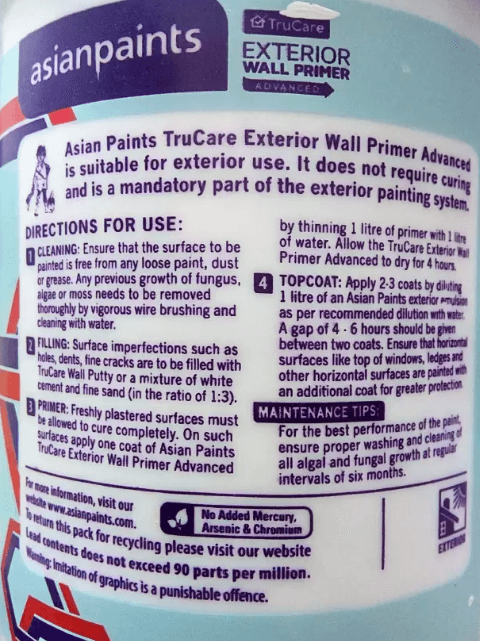 asianpaints
TruCare
EXTERIOR
WALL PRIMER
ADVANCED
Asian Paints TruCare Exterior Wall Primer Advanced
is suitable for exterior use. It does not require curing
and is a mandatory part of the exterior painting system.
DIRECTIONS FOR USE:
1 CLEANING: Ensure that the surface to be
painted is free from any loose paint, dust
or grease. Any previous growth of fungus,
algae or moss needs to be removed
thoroughly by vigorous wire brushing and
cleaning with water.
2 FILLING: Surface imperfections such as
holes, dents, fine cracks are to be filled with
TruCare Wall Putty or a mixture of white
cement and fine sand (in the ratio of 1:3).
3 PRIMER: Freshly plastered surfaces must
be allowed to cure completely. On such
surfaces apply one coat of Asian Paints
TruCare Exterior Wall Primer Advanced
by thinning 1 litre of primer with 1 litre
of water. Allow the TruCare Exterior Wall
Primer Advanced to dry for 4 hours.
4 TOPCOAT: Apply 2-3 coats by diluting
1 litre of an Asian Paints exterior emulsion
as per recommended dilution with water.
A gap of 4 - 6 hours should be given
between two coats. Ensure that horizontal
surfaces like top of windows, ledges and
other horizontal surfaces are painted with
an additional coat for greater protection.
MAINTENANCE TIPS:
For the best performance of the paint,
ensure proper washing and cleaning of
all algal and fungal growth at regular
intervals of six months.
For more information, visit our
website www.asianpaints.com.
To return this pack for recycling please visit our website
Lead contents does not exceed 90 parts per million.
Warning: Imitation of graphics is a punishable offence.
No Added Mercury,
Arsenic & Chromium
EXTERIOR